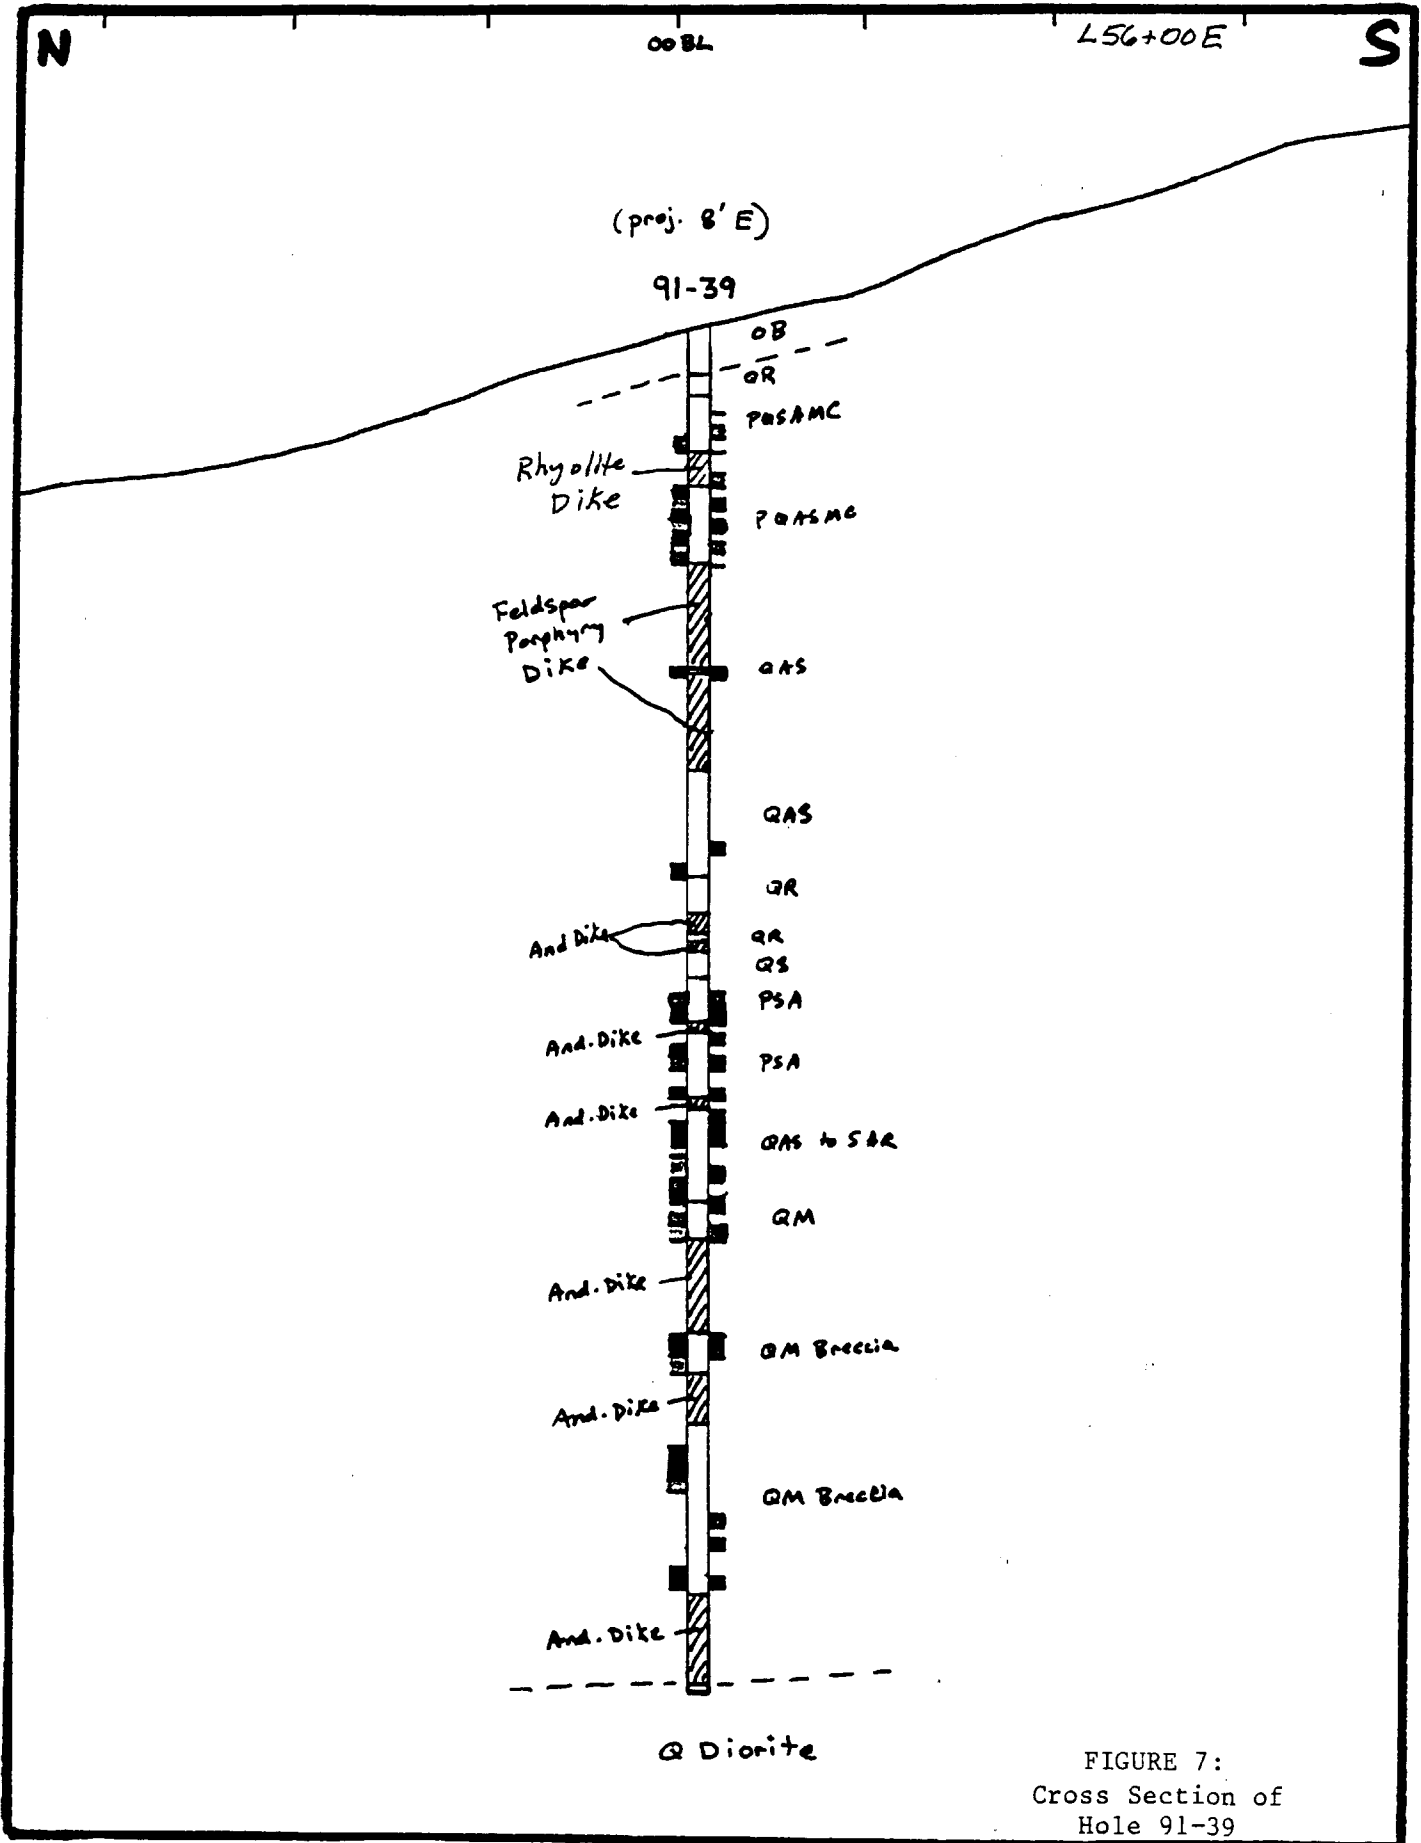 N
00BL
L56+00E
S
(proj. 8' E)
91-39
OB
QR
PQSAMC
Rhyolite
Dike
PQASMC
Feldspar
Porphyry
Dike
QAS
QAS
QR
And Dike
QR
QS
PSA
And. Dike
PSA
And. Dike
QAS to SAR
QM
And. Dike
QM Breccia
And. Dike
QM Breccia
And. Dike
Q Diorite
FIGURE 7:
Cross Section of
Hole 91-39